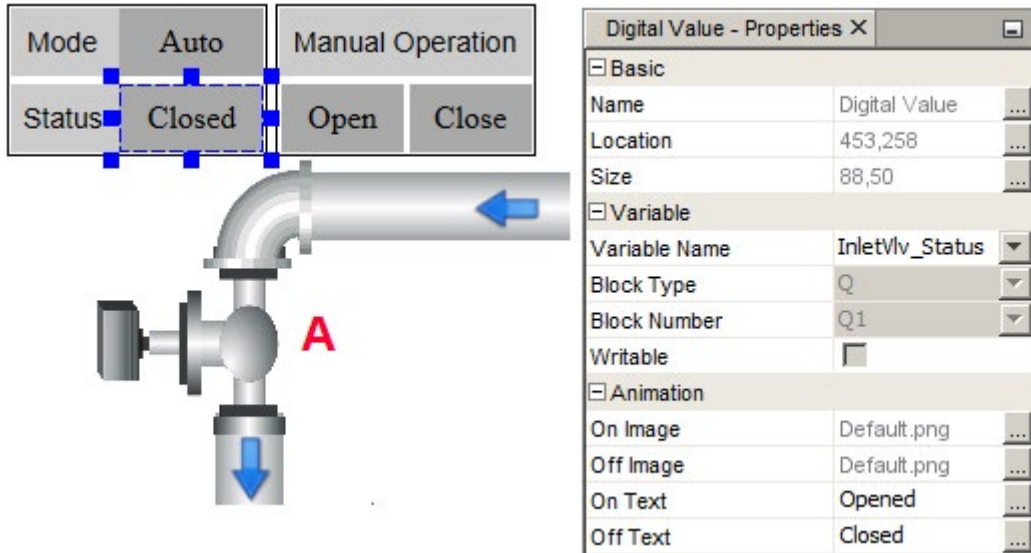 Mode Auto Manual Operation
Status Closed Open Close
A
Digital Value - Properties X
Basic
Name Digital Value ...
Location 453,258 ...
Size 88,50 ...
Variable
Variable Name InletVlv_Status
Block Type Q
Block Number Q1
Writable
Animation
On Image Default.png ...
Off Image Default.png ...
On Text Opened ...
Off Text Closed ...